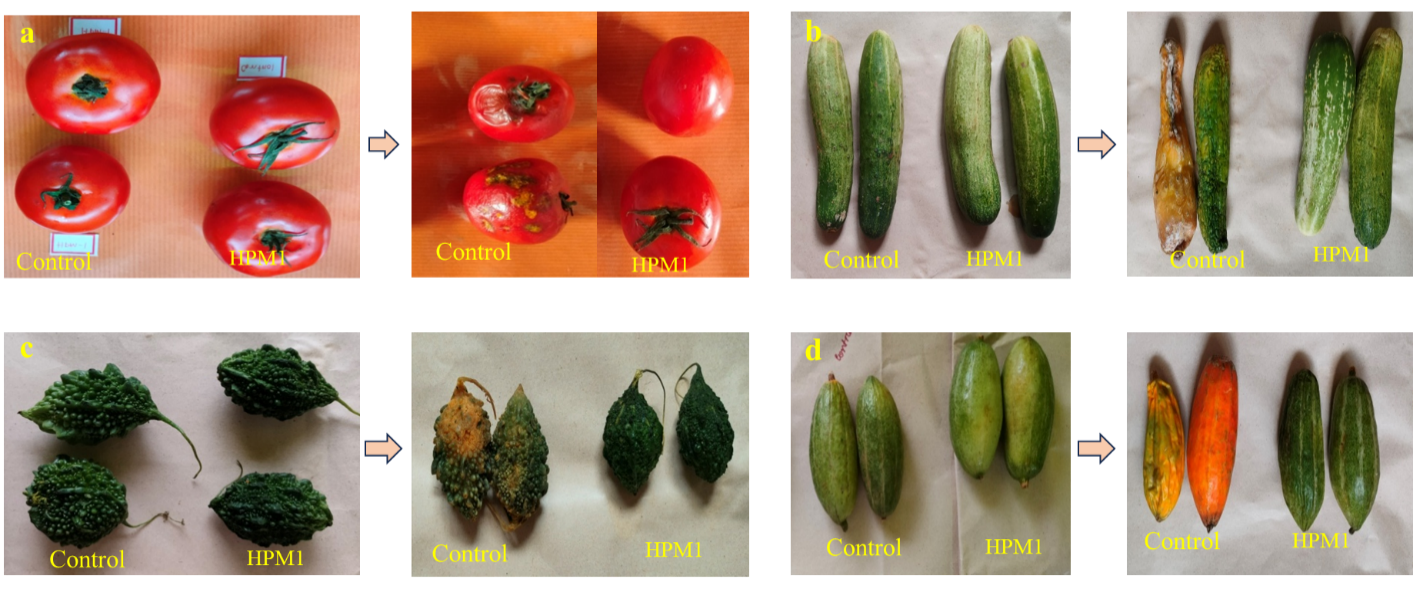 a
Control
HPM1
Control
HPM1
b
Control
HPM1
Control
HPM1
c
Control
HPM1
Control
HPM1
d
Control
HPM1
Control
HPM1